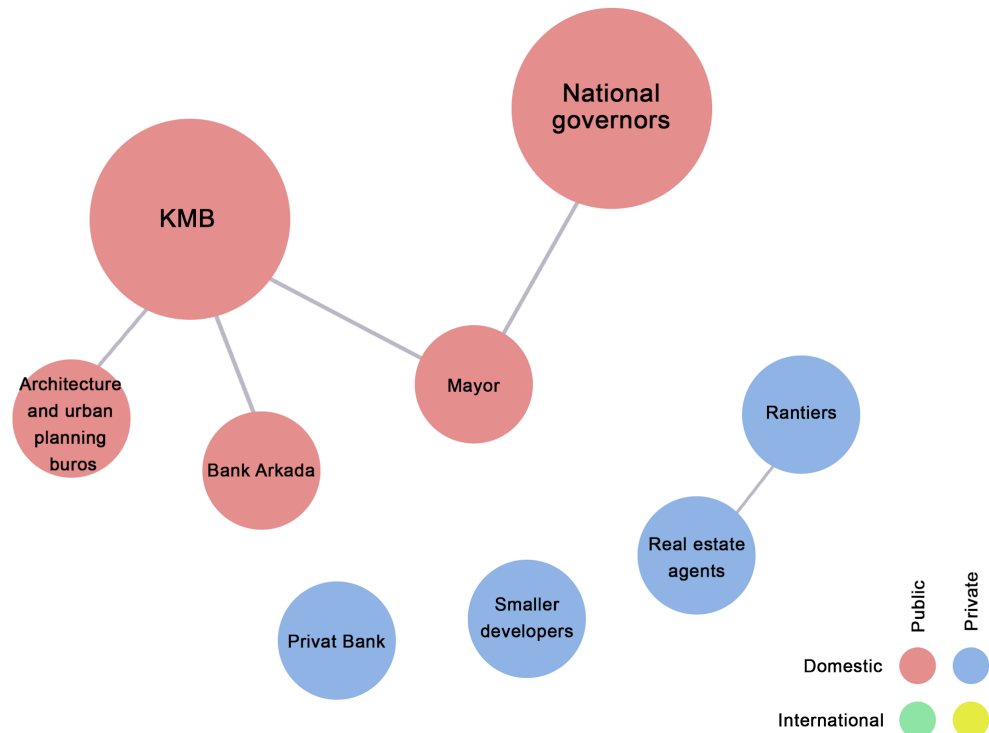 National
governors
KMB
Mayor
Architecture
and urban
planning
buros
Bank Arkada
Rantiers
Real estate
agents
Smaller
developers
Privat Bank
Public
Private
Domestic
International